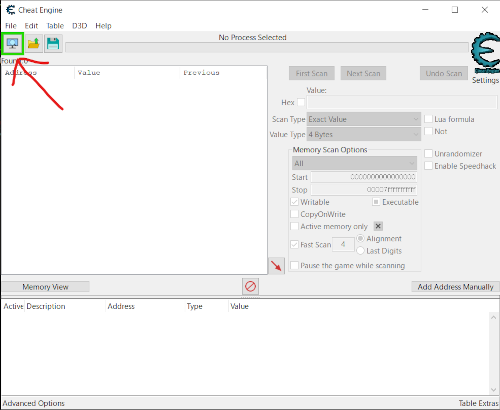 Cheat Engine
File Edit Table D3D Help
No Process Selected
Found: 0
Address Value Previous
First Scan Next Scan Undo Scan
Settings
Value:
Hex
Scan Type Exact Value
Lua formula
Not
Value Type 4 Bytes
Memory Scan Options
All
Unrandomizer
Enable Speedhack
Start 0000000000000000
Stop 00007fffffffffff
Writable Executable
CopyOnWrite
Active memory only
Fast Scan 4 Alignment
Last Digits
Pause the game while scanning
Memory View
Add Address Manually
Active Description Address Type Value
Advanced Options
Table Extras